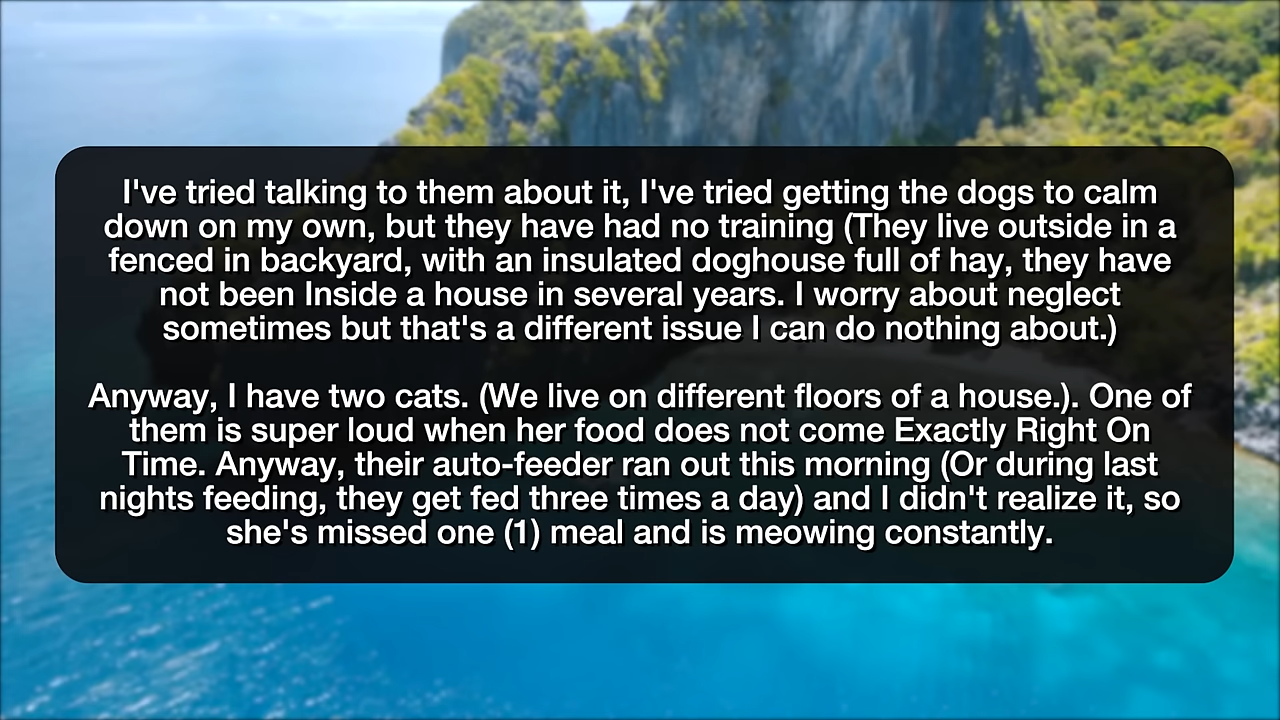 I've tried talking to them about it, I've tried getting the dogs to calm
down on my own, but they have had no training (They live outside in a
fenced in backyard, with an insulated doghouse full of hay, they have
not been Inside a house in several years. I worry about neglect
sometimes but that's a different issue I can do nothing about.)
Anyway, I have two cats. (We live on different floors of a house.). One of
them is super loud when her food does not come Exactly Right On
Time. Anyway, their auto-feeder ran out this morning (Or during last
nights feeding, they get fed three times a day) and I didn't realize it, so
she's missed one (1) meal and is meowing constantly.